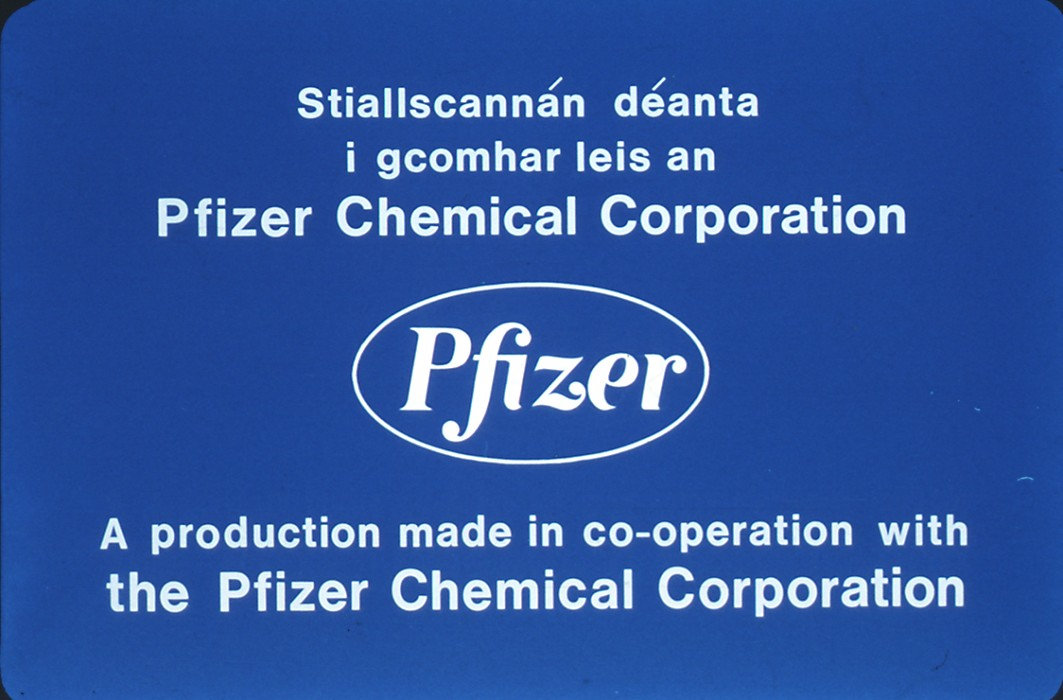 Stiallscannán déanta
i gcomhar leis an
Pfizer Chemical Corporation
Pfizer
A production made in co-operation with
the Pfizer Chemical Corporation